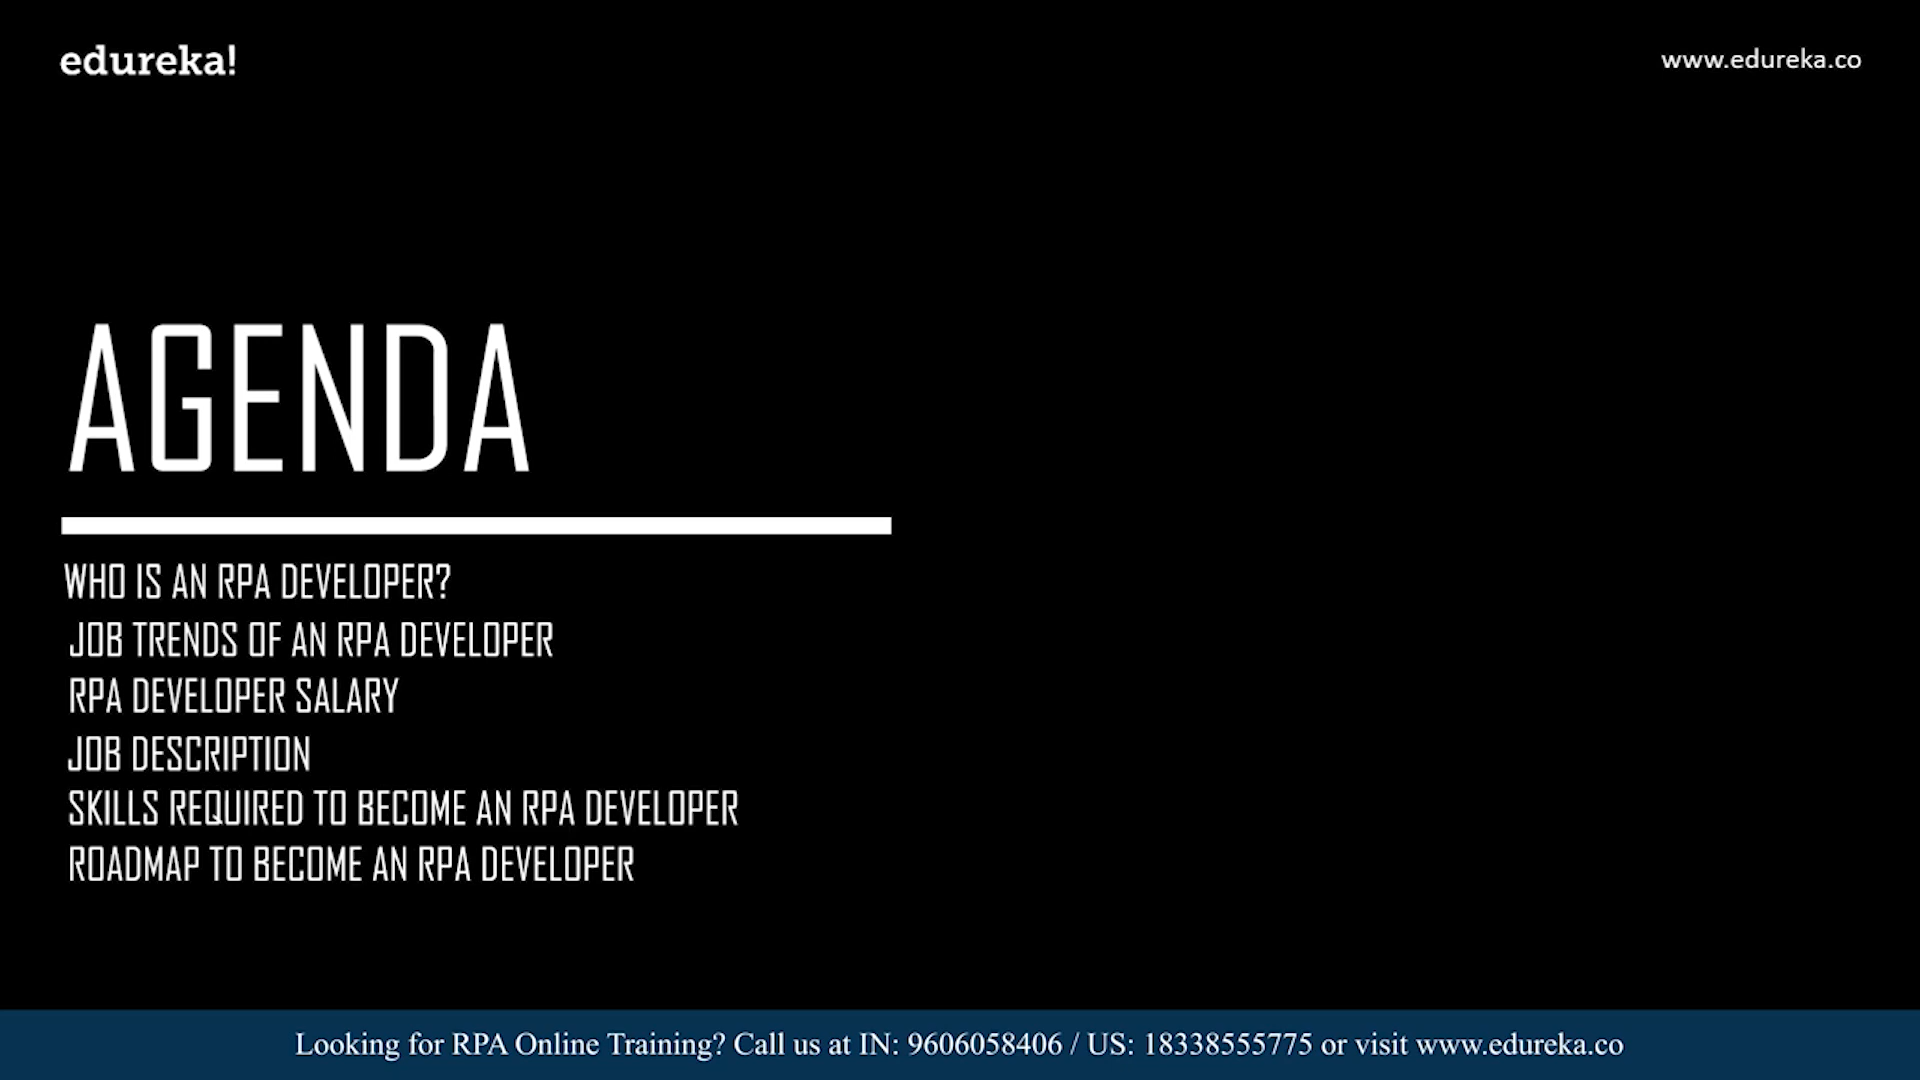 edureka!
www.edureka.co
AGENDA
WHO IS AN RPA DEVELOPER?
JOB TRENDS OF AN RPA DEVELOPER
RPA DEVELOPER SALARY
JOB DESCRIPTION
SKILLS REQUIRED TO BECOME AN RPA DEVELOPER
ROADMAP TO BECOME AN RPA DEVELOPER
Looking for RPA Online Training? Call us at IN: 9606058406 / US: 18338555775 or visit www.edureka.co